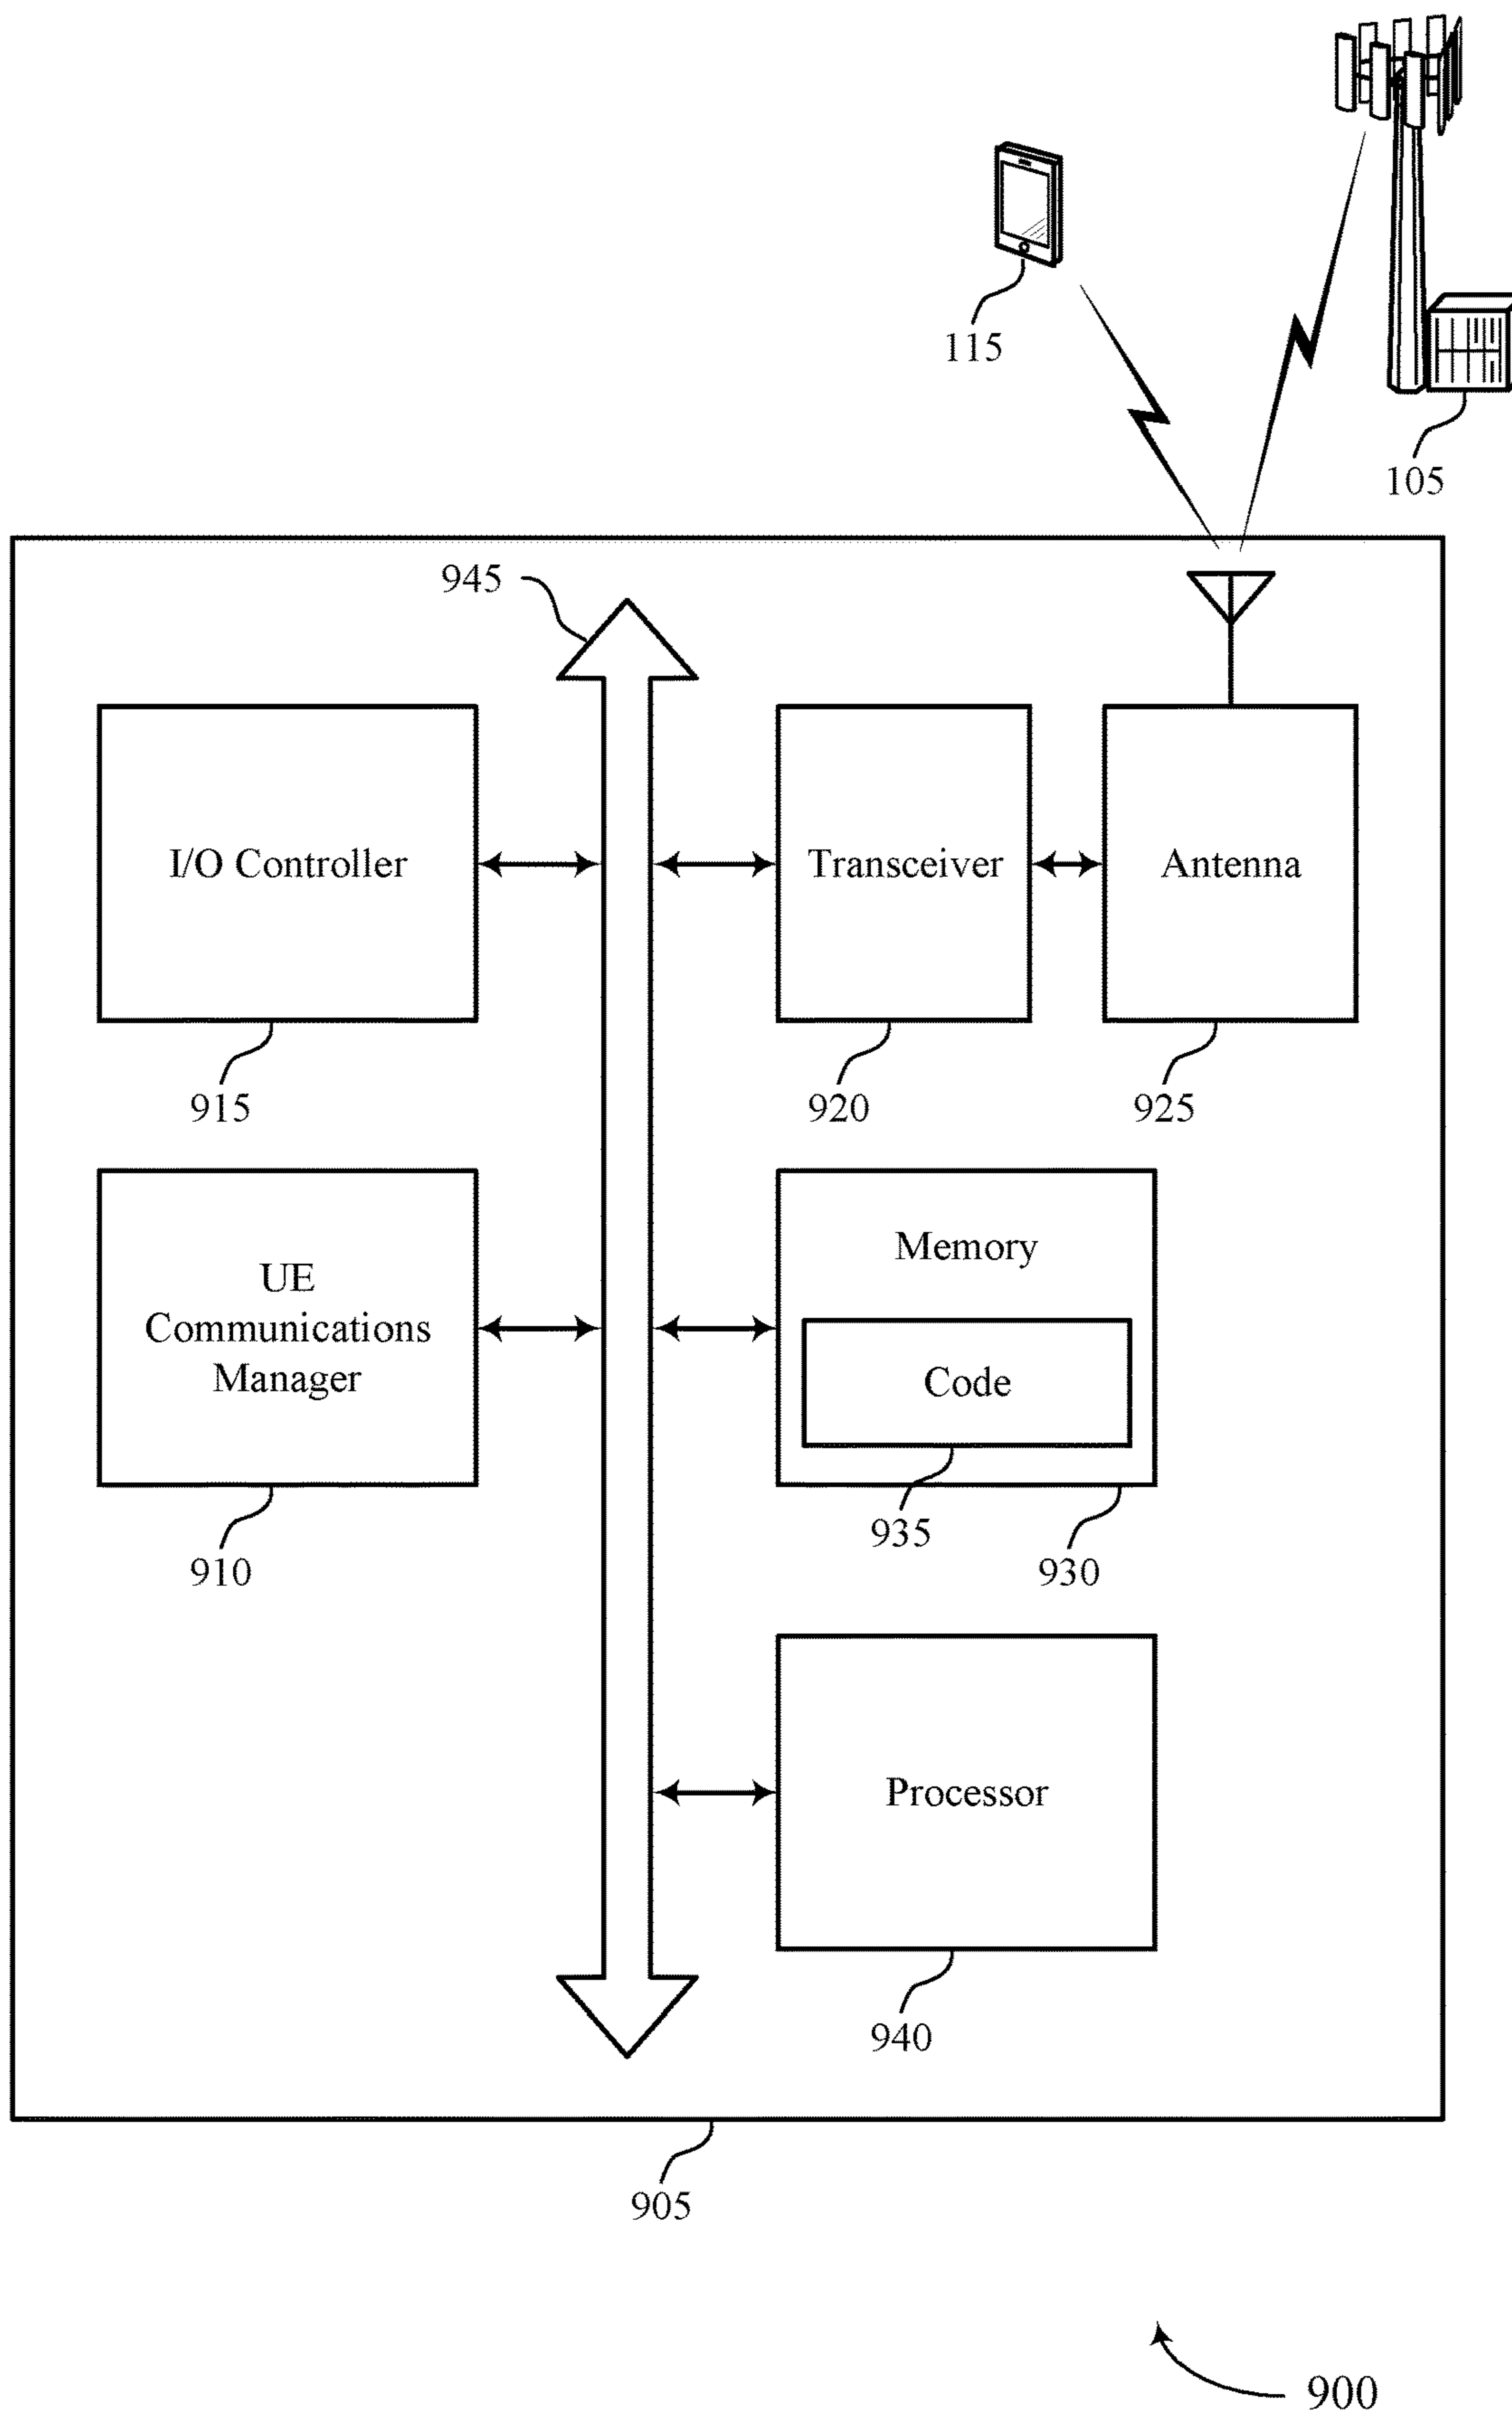 115
105
945
I/O Controller
Transceiver
Antenna
915
920
925
UE
Communications
Manager
Memory
Code
910
935
930
Processor
940
905
900